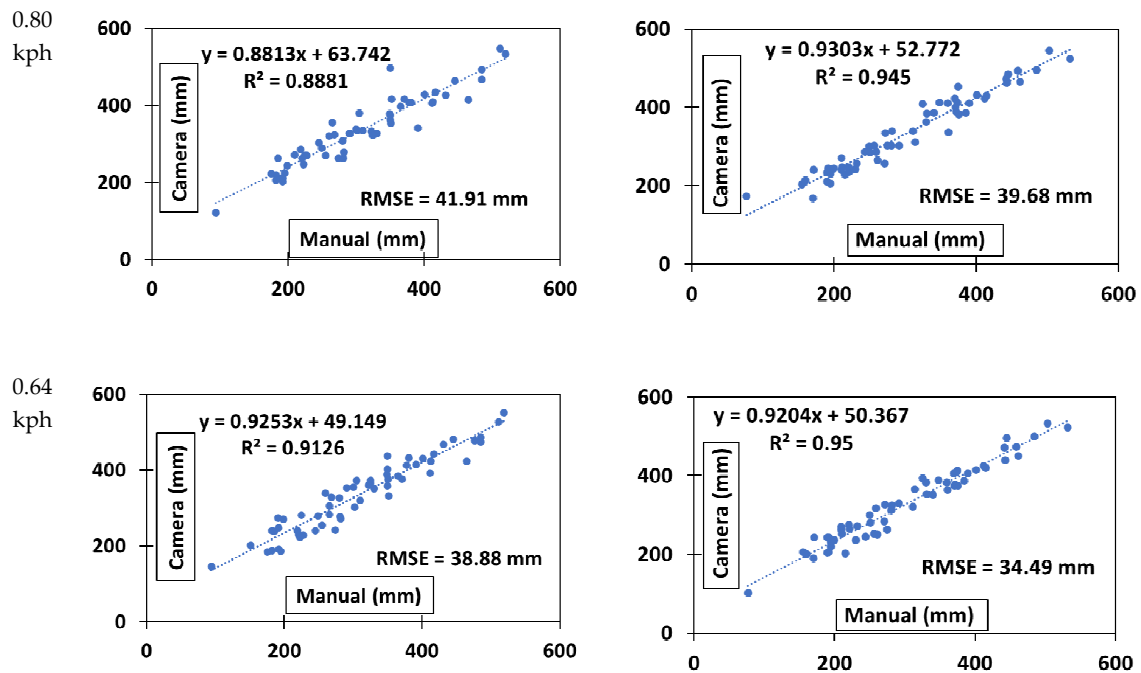 0.80
kph
600
400
200
0
0
200
400
600
y = 0.8813x + 63.742
R² = 0.8881
Camera (mm)
RMSE = 41.91 mm
Manual (mm)
600
400
200
0
0
200
400
600
y = 0.9303x + 52.772
R² = 0.945
Camera (mm)
RMSE = 39.68 mm
Manual (mm)
0.64
kph
600
400
200
0
0
200
400
600
y = 0.9253x + 49.149
R² = 0.9126
Camera (mm)
RMSE = 38.88 mm
Manual (mm)
600
400
200
0
0
200
400
600
y = 0.9204x + 50.367
R² = 0.95
Camera (mm)
RMSE = 34.49 mm
Manual (mm)